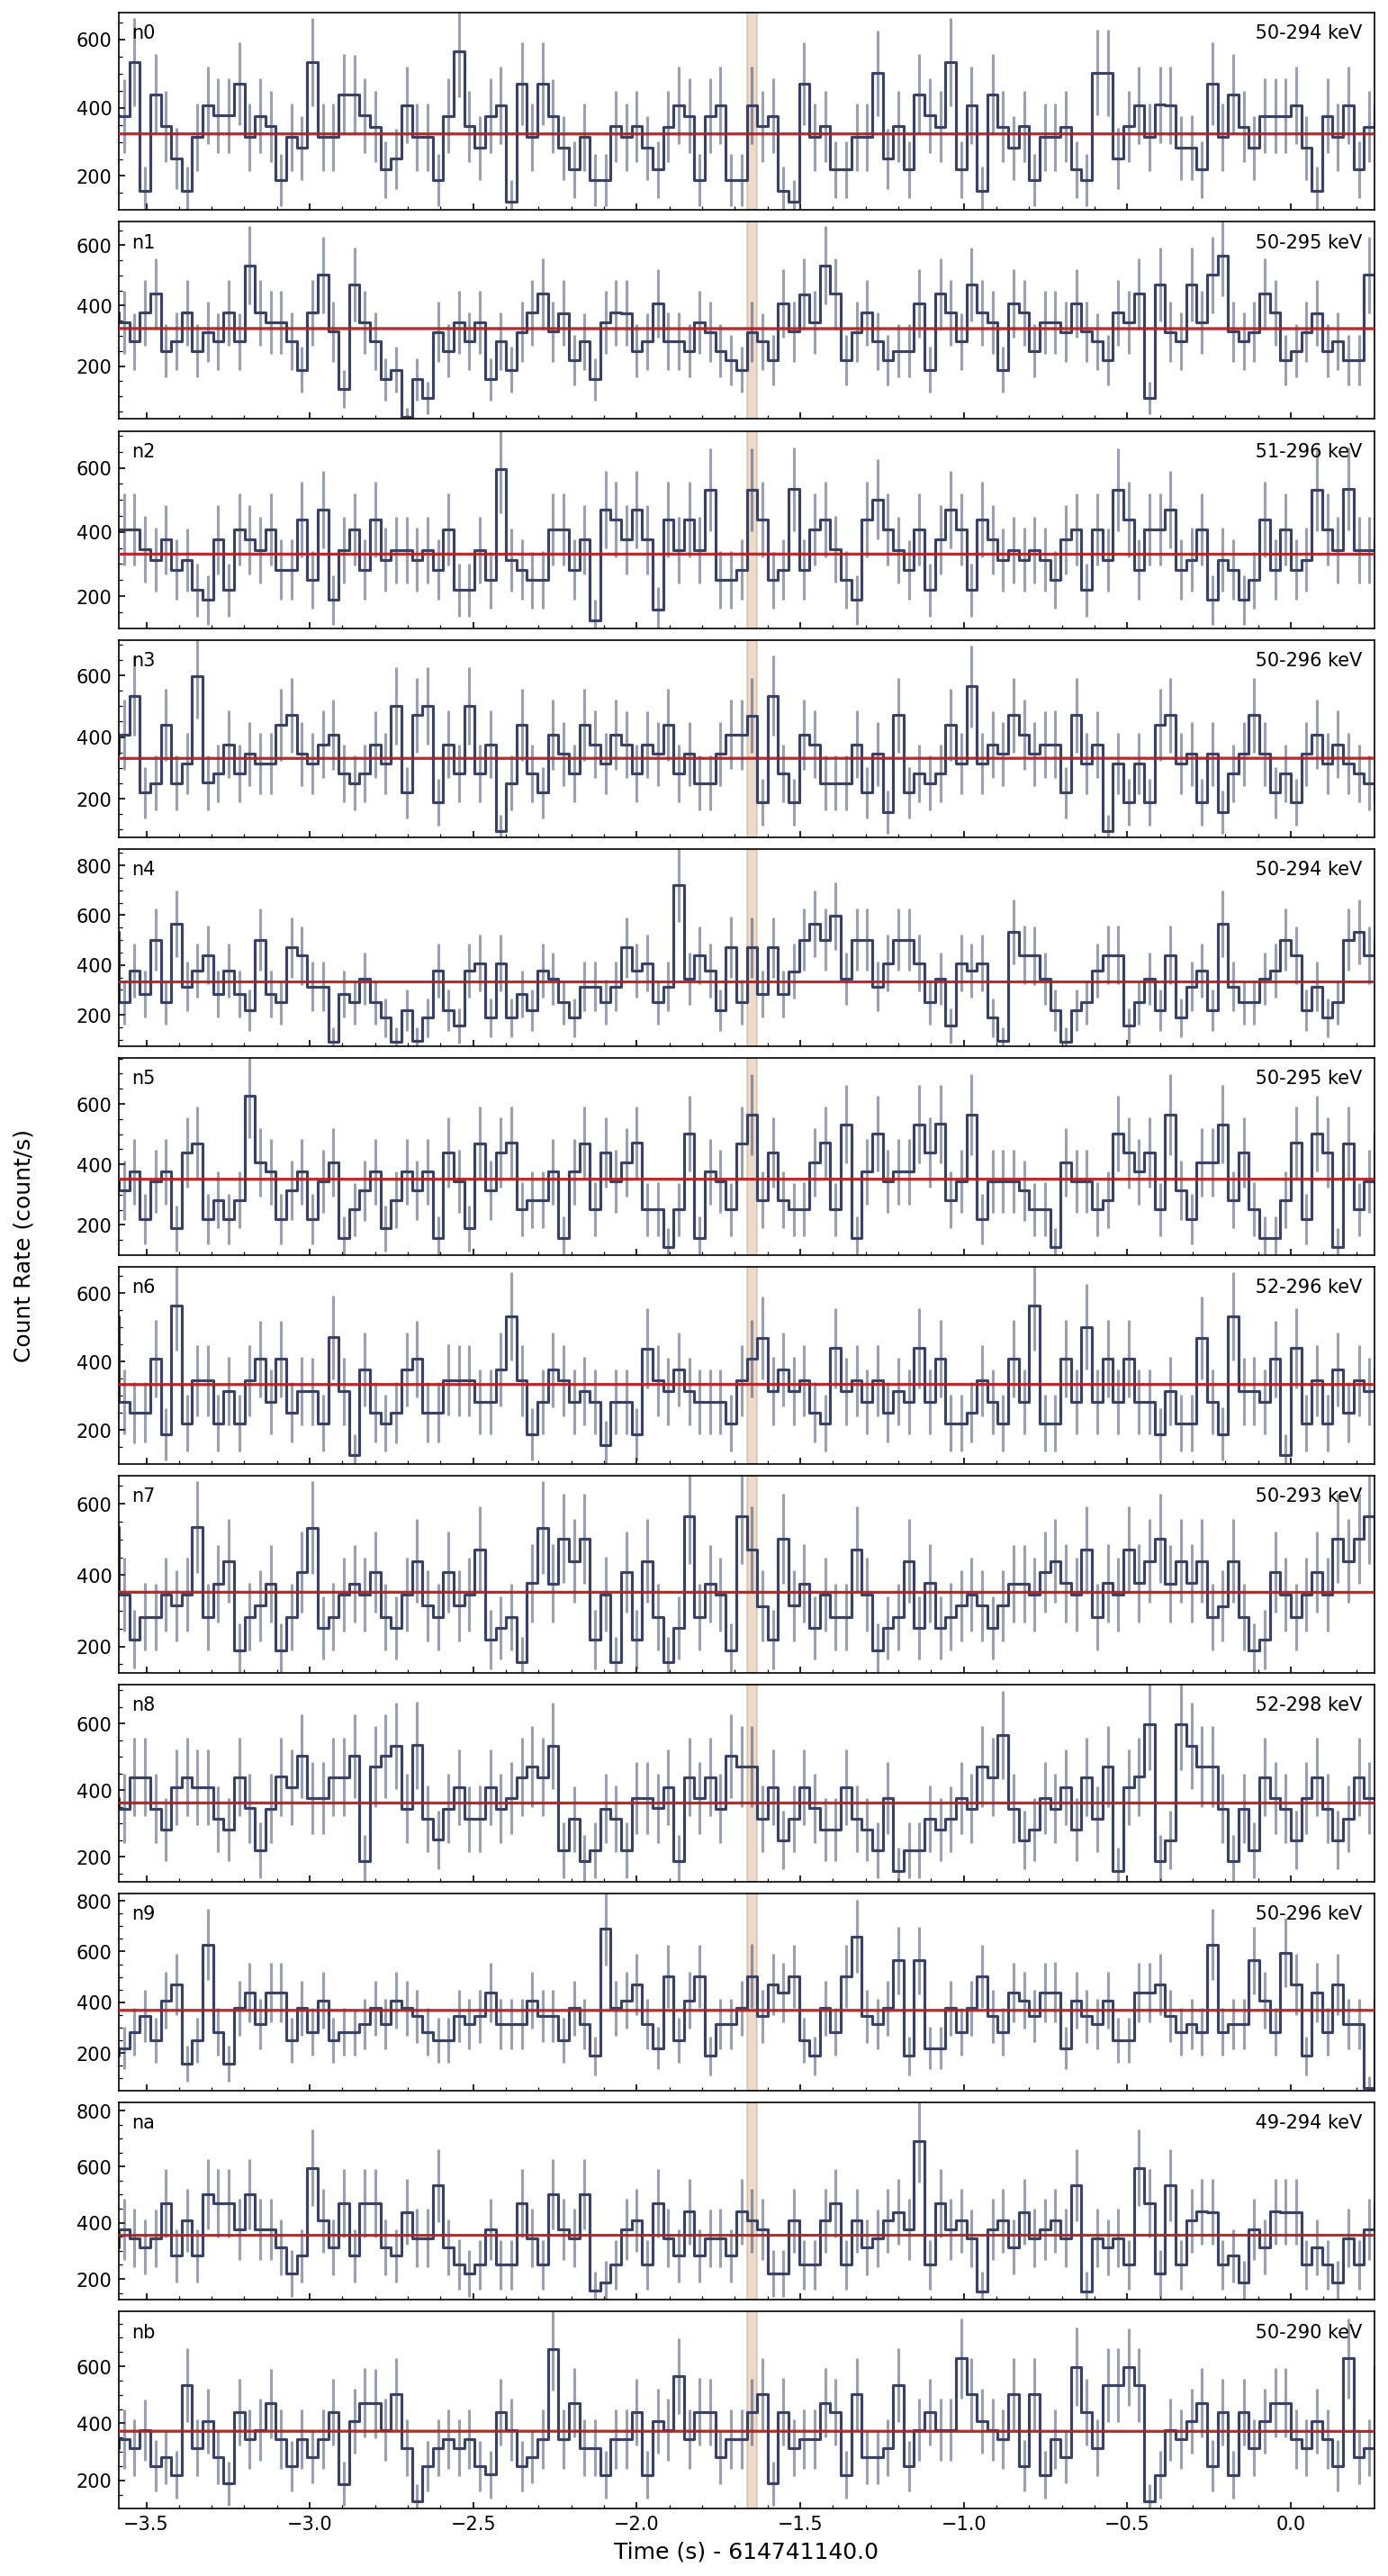 n0 50-294 keV
600
400
200
n1 50-295 keV
600
400
200
n2 51-296 keV
600
400
200
n3 50-296 keV
600
400
200
n4 50-294 keV
800
600
400
200
n5 50-295 keV
600
400
200
n6 52-296 keV
600
400
200
n7 50-293 keV
600
400
200
n8 52-298 keV
600
400
200
n9 50-296 keV
800
600
400
200
na 49-294 keV
800
600
400
200
nb 50-290 keV
600
400
200
Count Rate (count/s)
−3.5 −3.0 −2.5 −2.0 −1.5 −1.0 −0.5 0.0
Time (s) - 614741140.0